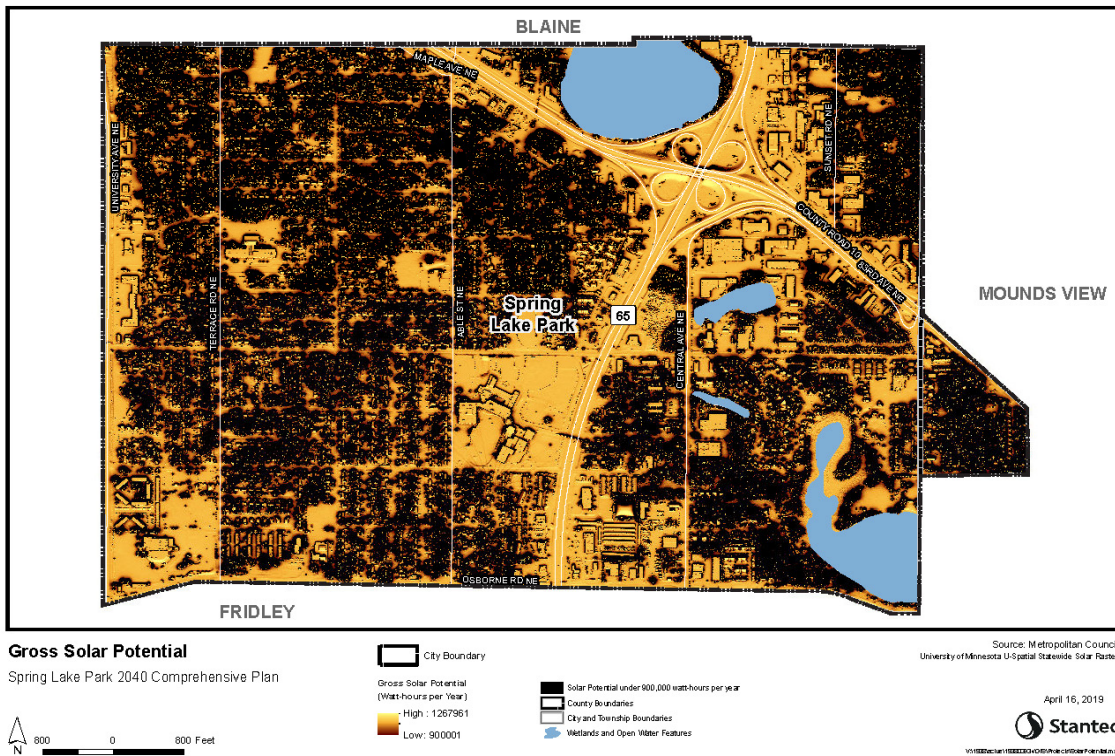 BLAINE
MAPLE AVE NE
UNIVERSITY AVE NE
SUNSET RD NE
COUNTY ROAD 10
83RD AVE NE
MOUNDS VIEW
TERRACE RD NE
ABLE ST NE
Spring
Lake Park
65
CENTRAL AVE NE
OSBORNE RD NE
FRIDLEY
Gross Solar Potential
Spring Lake Park 2040 Comprehensive Plan
N
800 0 800 Feet
City Boundary
Gross Solar Potential
(Watt-hours per Year)
High : 1267961
Low: 900001
Solar Potential under 900,000 watt-hours per year
County Boundaries
City and Township Boundaries
Wetlands and Open Water Features
Source: Metropolitan Counci
University of Minnesota U-Spatial Statewide Solar Raste
April 16, 2019
Stantec